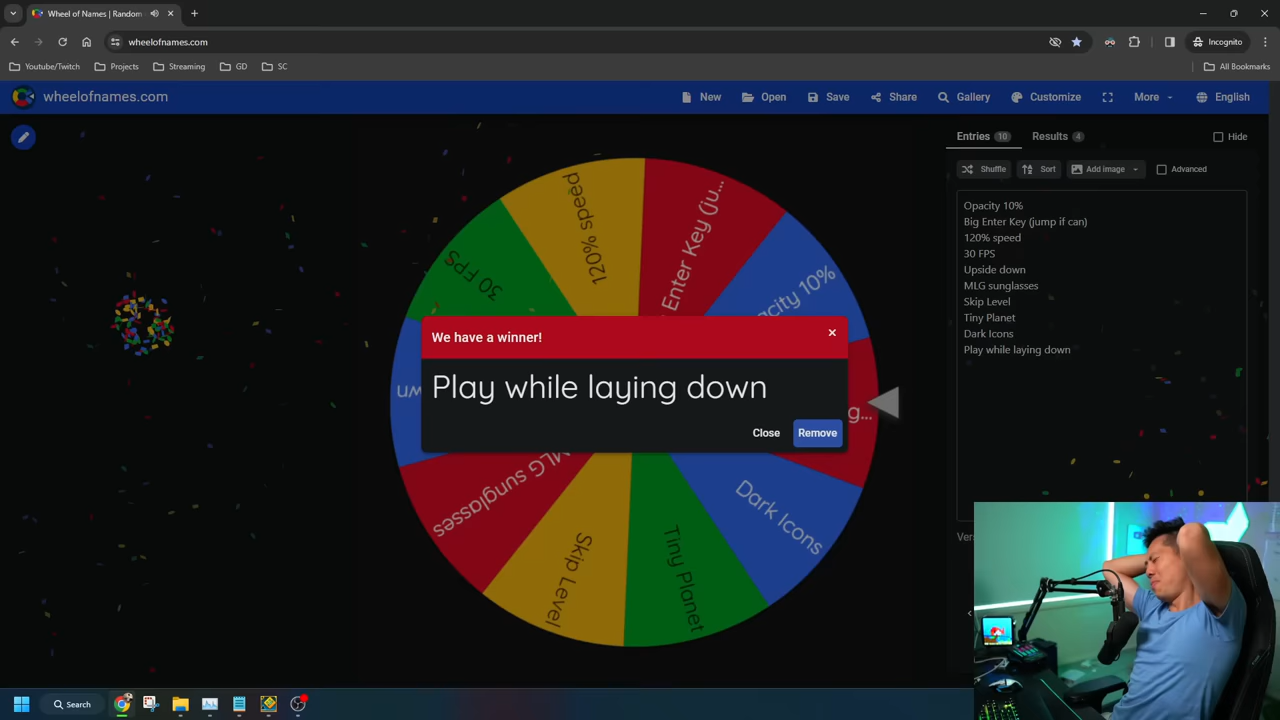 Wheel of Names | Random
wheelofnames.com
Incognito
Youtube/Twitch
Projects
Streaming
GD
SC
All Bookmarks
wheelofnames.com
New
Open
Save
Share
Gallery
Customize
More
English
Entries 10
Results 4
Hide
Shuffle
Sort
Add image
Advanced
Opacity 10%
Big Enter Key (jump if can)
120% speed
30 FPS
Upside down
MLG sunglasses
Skip Level
Tiny Planet
Dark Icons
Play while laying down
120% speed
Enter Key (ju...
30 FPS
acity 10%
We have a winner!
Play while laying down
Close
Remove
wn
g...
MLG sunglasses
Dark Icons
Skip Level
Tiny Planet
Search